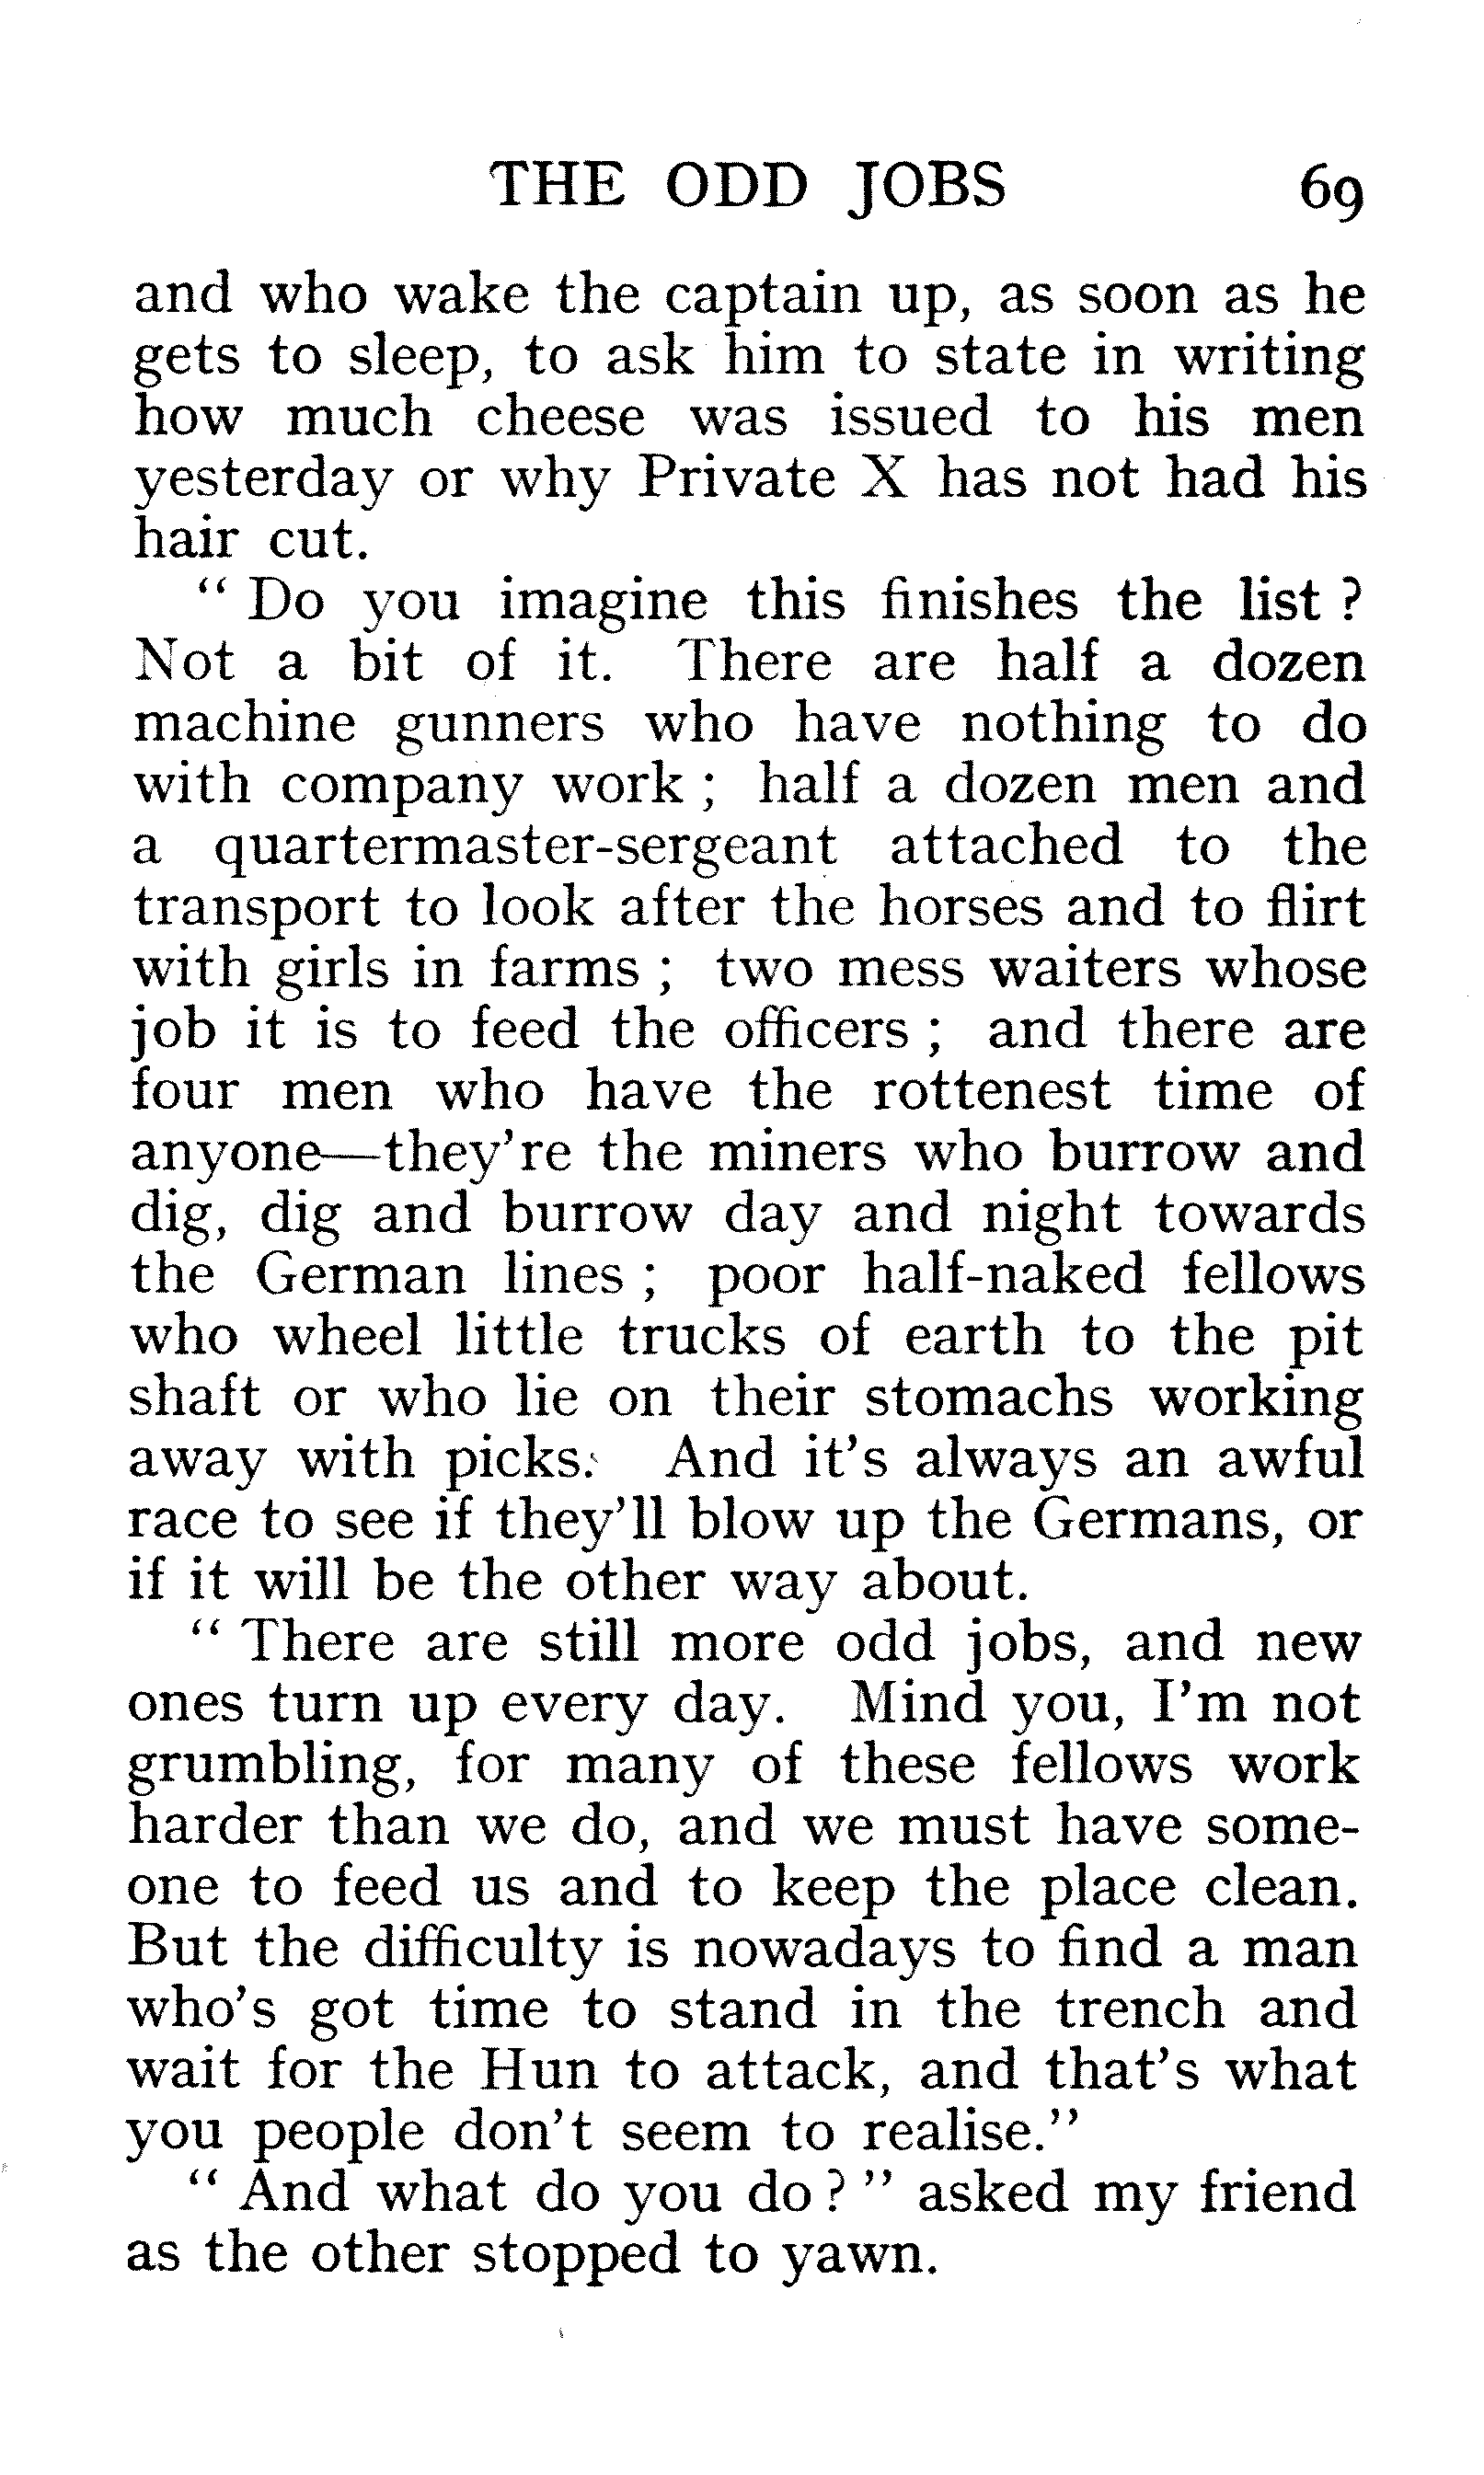 THE ODD JOBS 69
and who wake the captain up, as soon as he
gets to sleep, to ask him to state in writing
how much cheese was issued to his men
yesterday or why Private X has not had his
hair cut.
“ Do you imagine this finishes the list ?
Not a bit of it. There are half a dozen
machine gunners who have nothing to do
with company work ; half a dozen men and
a quartermaster-sergeant attached to the
transport to look after the horses and to flirt
with girls in farms ; two mess waiters whose
job it is to feed the officers ; and there are
four men who have the rottenest time of
anyone—they’re the miners who burrow and
dig, dig and burrow day and night towards
the German lines ; poor half-naked fellows
who wheel little trucks of earth to the pit
shaft or who lie on their stomachs working
away with picks. And it’s always an awful
race to see if they’ll blow up the Germans, or
if it will be the other way about.
“ There are still more odd jobs, and new
ones turn up every day. Mind you, I’m not
grumbling, for many of these fellows work
harder than we do, and we must have some-
one to feed us and to keep the place clean.
But the difficulty is nowadays to find a man
who’s got time to stand in the trench and
wait for the Hun to attack, and that’s what
you people don’t seem to realise.”
“ And what do you do ? ” asked my friend
as the other stopped to yawn.